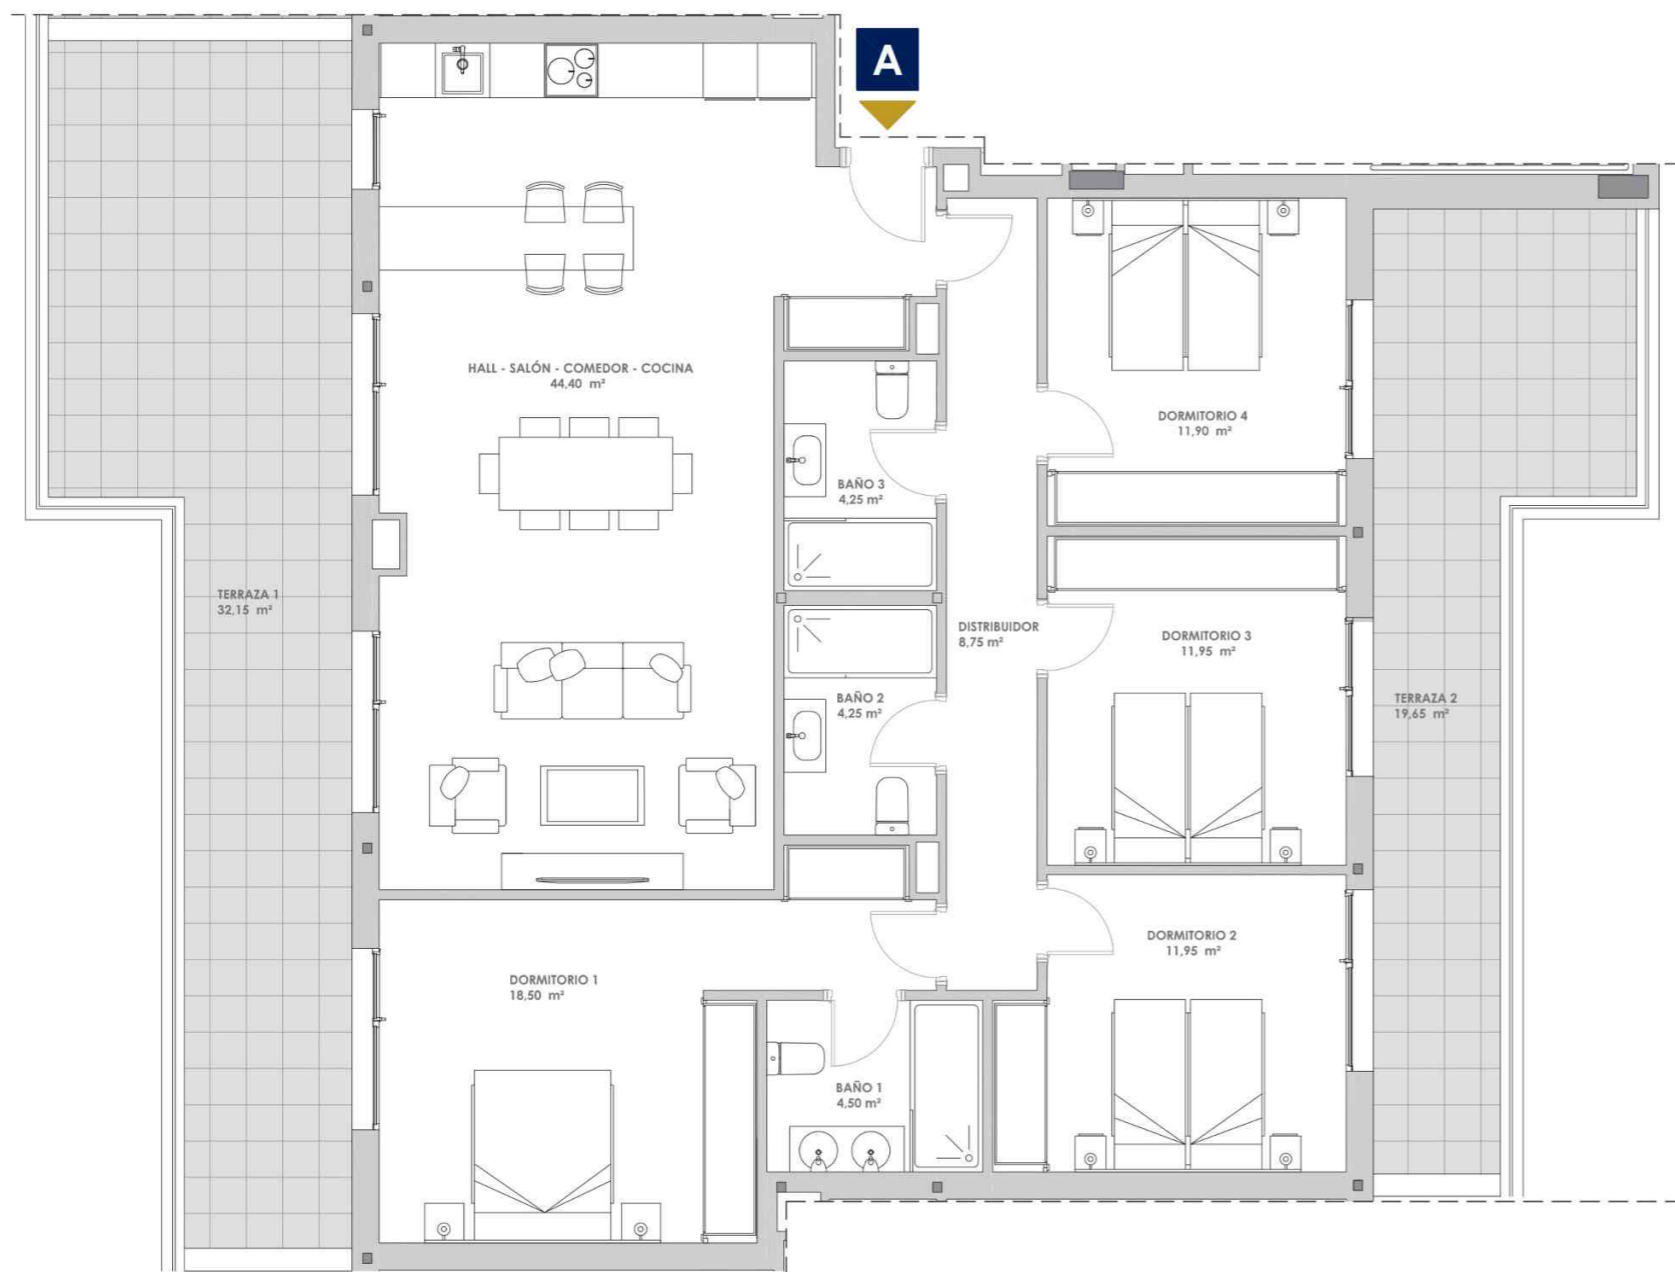 A
HALL - SALÓN - COMEDOR - COCINA
44,40 m²
DORMITORIO 4
11,90 m²
BAÑO 3
4,25 m²
TERRAZA 1
32,15 m²
DISTRIBUIDOR
8,75 m²
DORMITORIO 3
11,95 m²
BAÑO 2
4,25 m²
TERRAZA 2
19,65 m²
DORMITORIO 2
11,95 m²
DORMITORIO 1
18,50 m²
BAÑO 1
4,50 m²